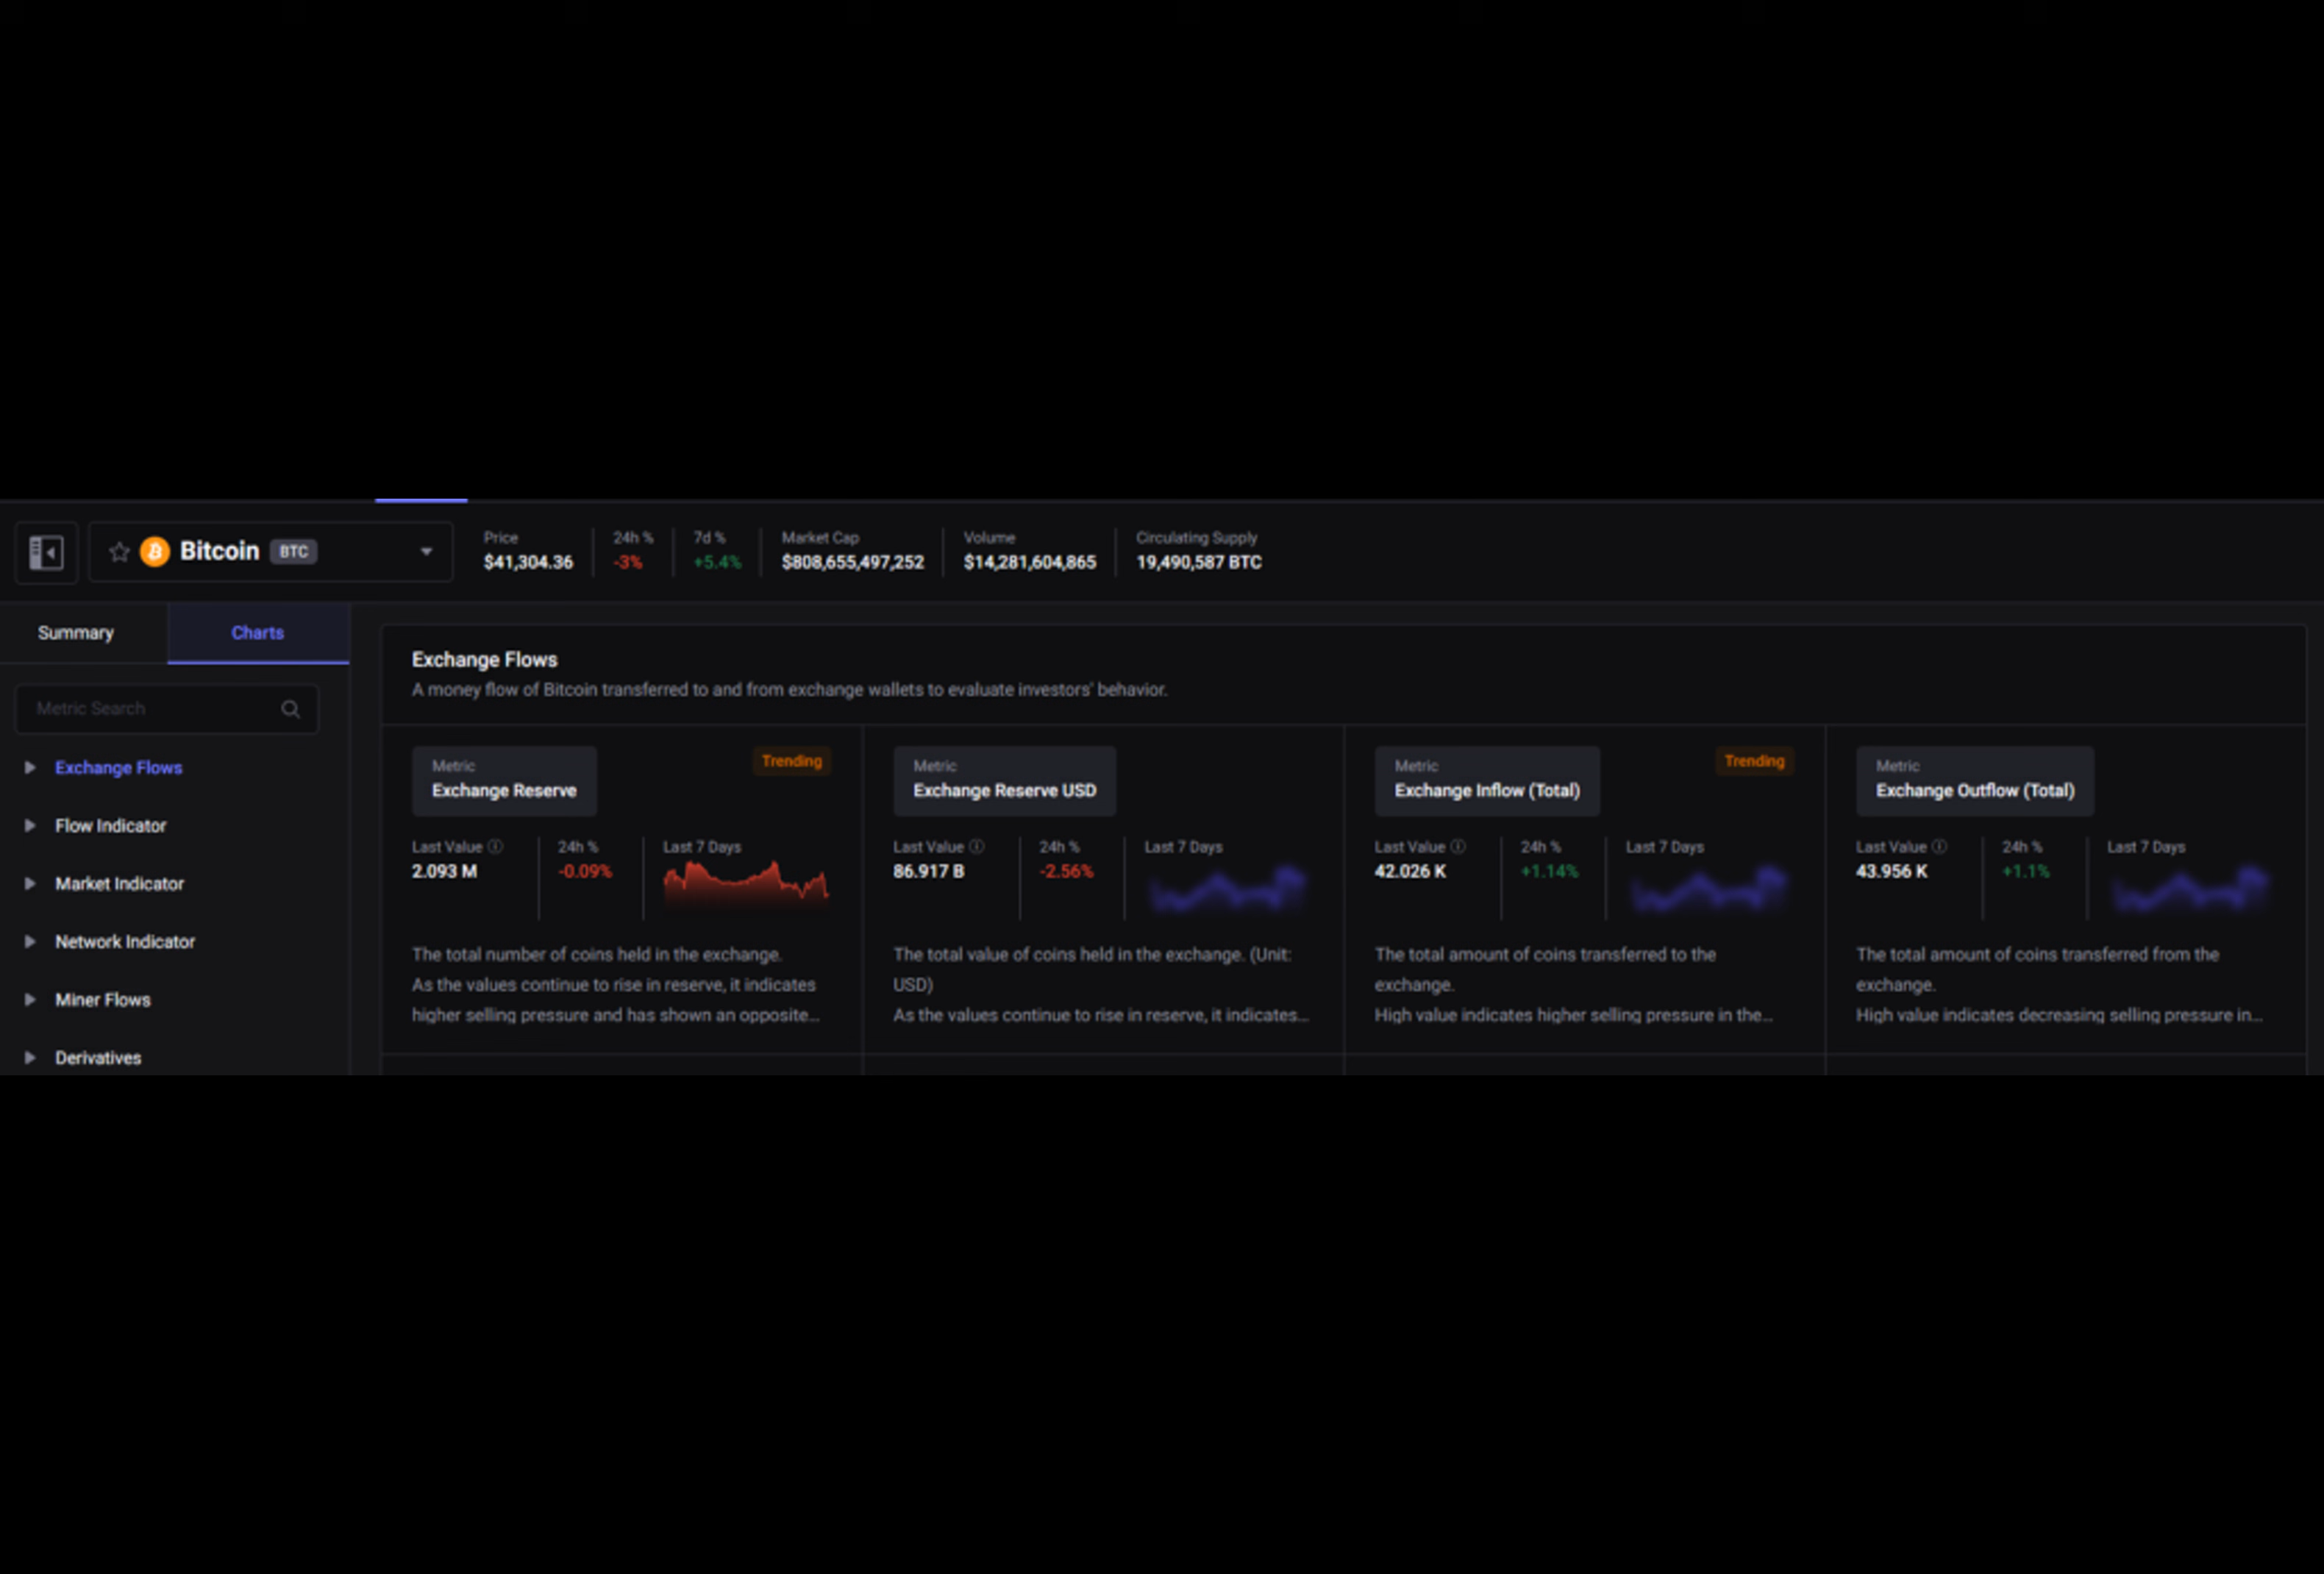 Bitcoin BTC
Price 24h % 7d % Market Cap Volume Circulating Supply
$41,304.36 -3% +5.4% $808,655,497,252 $14,281,604,865 19,490,587 BTC
Summary Charts
Metric Search
Exchange Flows
Flow Indicator
Market Indicator
Network Indicator
Miner Flows
Derivatives
Exchange Flows
A money flow of Bitcoin transferred to and from exchange wallets to evaluate investors' behavior.
Metric
Exchange Reserve
Trending
Last Value 24h % Last 7 Days
2.093 M -0.09%
The total number of coins held in the exchange.
As the values continue to rise in reserve, it indicates
higher selling pressure and has shown an opposite...
Metric
Exchange Reserve USD
Last Value 24h % Last 7 Days
86.917 B -2.56%
The total value of coins held in the exchange. (Unit:
USD)
As the values continue to rise in reserve, it indicates...
Metric
Exchange Inflow (Total)
Trending
Last Value 24h % Last 7 Days
42.026 K +1.14%
The total amount of coins transferred to the
exchange.
High value indicates higher selling pressure in the...
Metric
Exchange Outflow (Total)
Last Value 24h % Last 7 Days
43.956 K +1.1%
The total amount of coins transferred from the
exchange.
High value indicates decreasing selling pressure in...